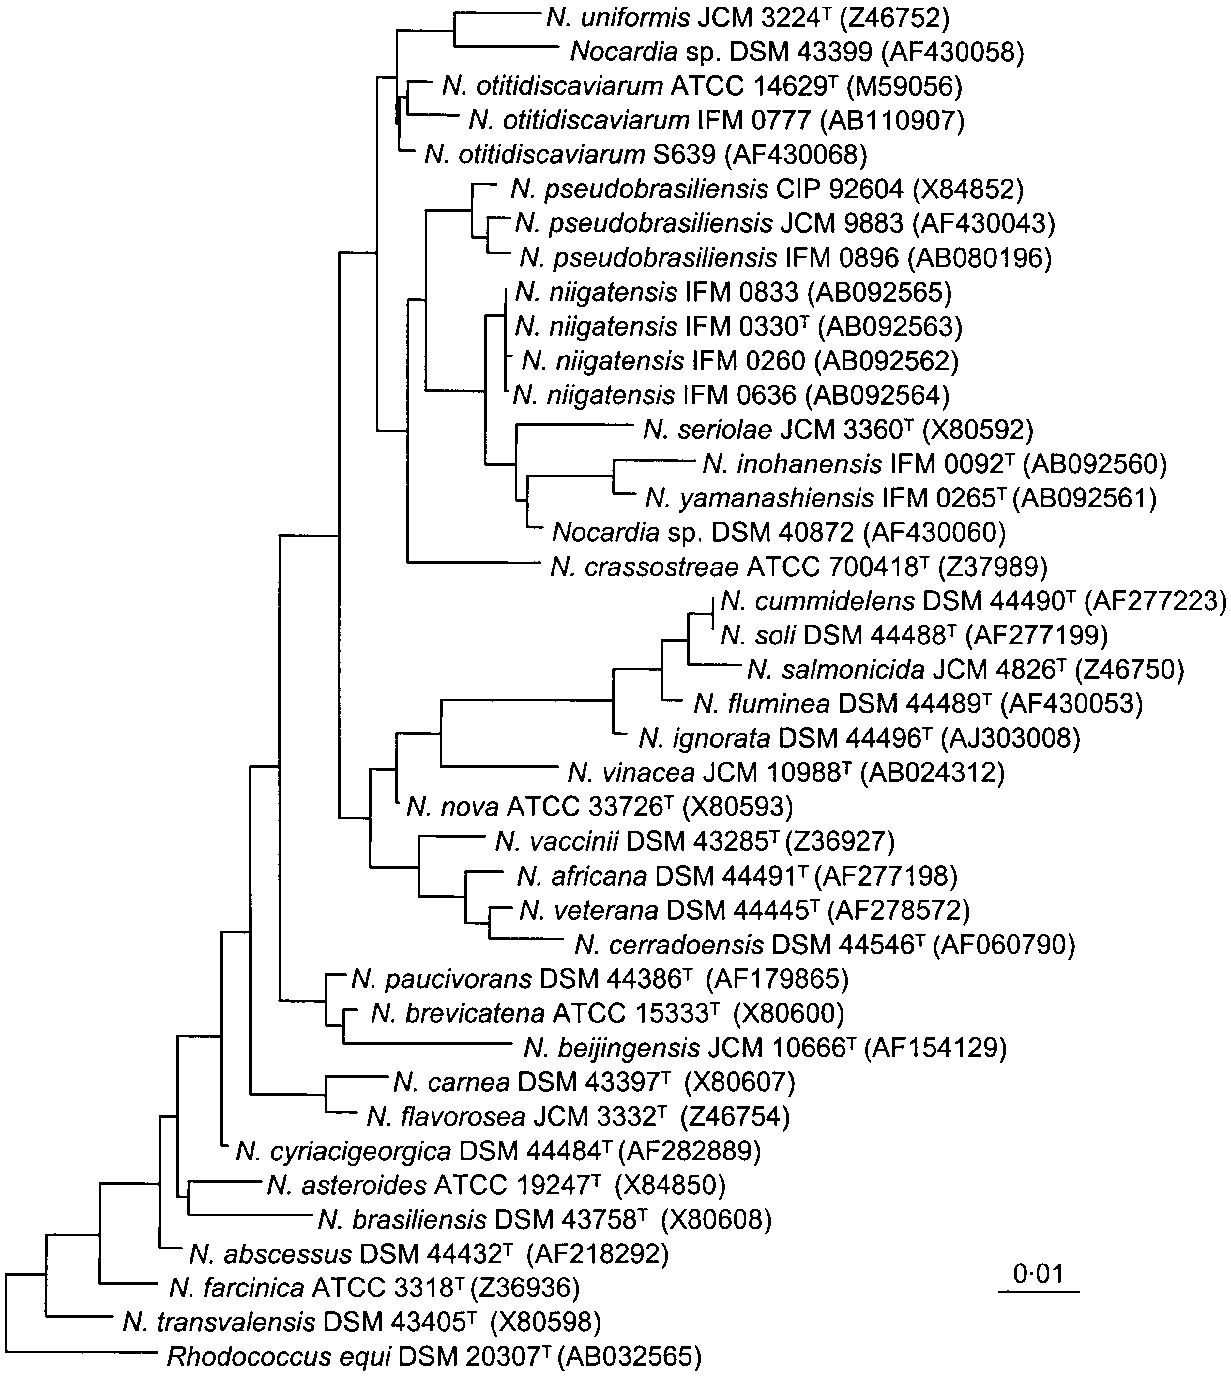 N. uniformis JCM 3224ᵀ (Z46752)
Nocardia sp. DSM 43399 (AF430058)
N. otitidiscaviarum ATCC 14629ᵀ (M59056)
N. otitidiscaviarum IFM 0777 (AB110907)
N. otitidiscaviarum S639 (AF430068)
N. pseudobrasiliensis CIP 92604 (X84852)
N. pseudobrasiliensis JCM 9883 (AF430043)
N. pseudobrasiliensis IFM 0896 (AB080196)
N. niigatensis IFM 0833 (AB092565)
N. niigatensis IFM 0330ᵀ (AB092563)
N. niigatensis IFM 0260 (AB092562)
N. niigatensis IFM 0636 (AB092564)
N. seriolae JCM 3360ᵀ (X80592)
N. inohanensis IFM 0092ᵀ (AB092560)
N. yamanashiensis IFM 0265ᵀ (AB092561)
Nocardia sp. DSM 40872 (AF430060)
N. crassostreae ATCC 700418ᵀ (Z37989)
N. cummidelens DSM 44490ᵀ (AF277223)
N. soli DSM 44488ᵀ (AF277199)
N. salmonicida JCM 4826ᵀ (Z46750)
N. fluminea DSM 44489ᵀ (AF430053)
N. ignorata DSM 44496ᵀ (AJ303008)
N. vinacea JCM 10988ᵀ (AB024312)
N. nova ATCC 33726ᵀ (X80593)
N. vaccinii DSM 43285ᵀ (Z36927)
N. africana DSM 44491ᵀ (AF277198)
N. veterana DSM 44445ᵀ (AF278572)
N. cerradoensis DSM 44546ᵀ (AF060790)
N. paucivorans DSM 44386ᵀ (AF179865)
N. brevicatena ATCC 15333ᵀ (X80600)
N. beijingensis JCM 10666ᵀ (AF154129)
N. carnea DSM 43397ᵀ (X80607)
N. flavorosea JCM 3332ᵀ (Z46754)
N. cyriacigeorgica DSM 44484ᵀ (AF282889)
N. asteroides ATCC 19247ᵀ (X84850)
N. brasiliensis DSM 43758ᵀ (X80608)
N. abscessus DSM 44432ᵀ (AF218292)
N. farcinica ATCC 3318ᵀ (Z36936)
0·01
N. transvalensis DSM 43405ᵀ (X80598)
Rhodococcus equi DSM 20307ᵀ (AB032565)